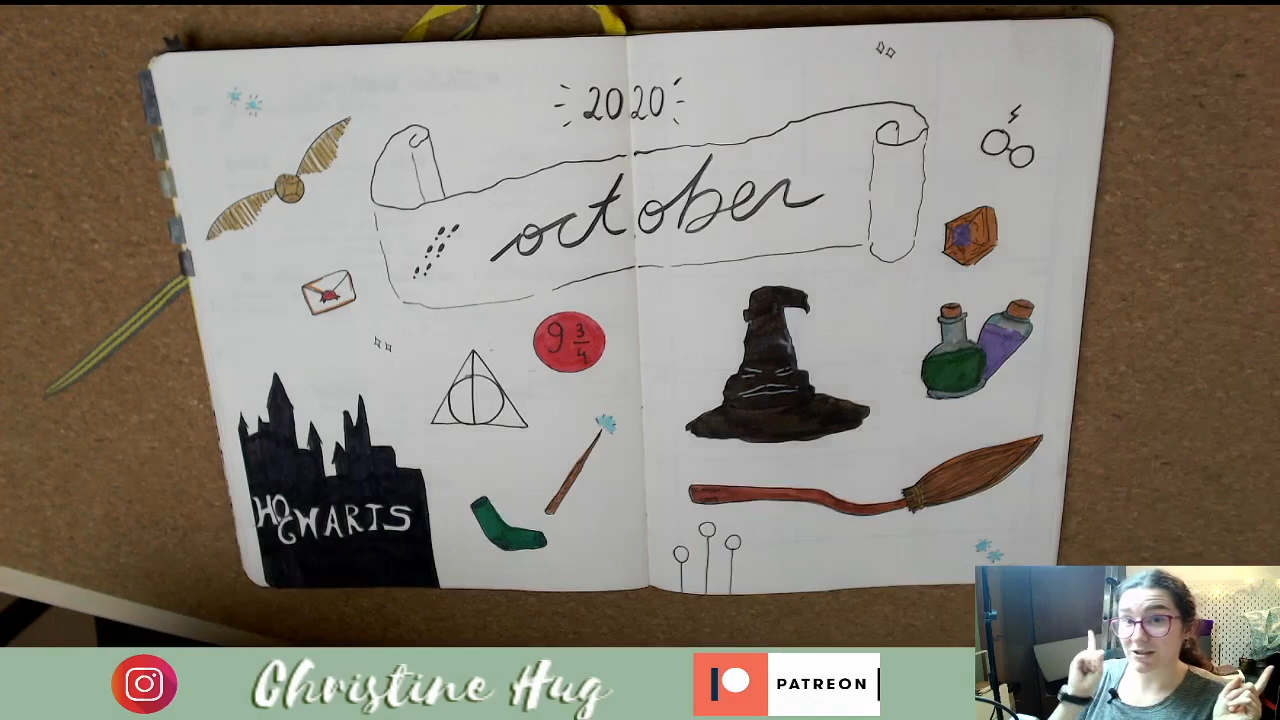 2020
october
9 3/4
HOGWARTS
Christine Hug
PATREON